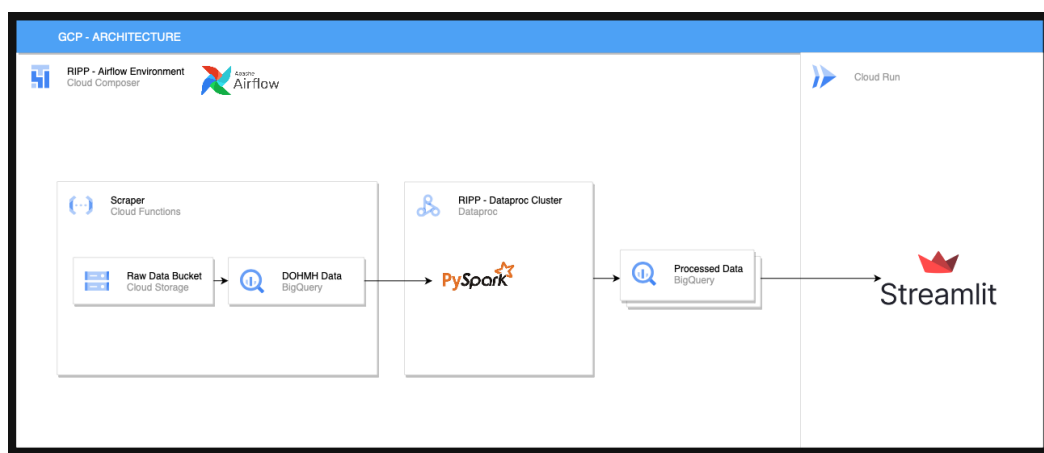 GCP - ARCHITECTURE
RIPP - Airflow Environment
Cloud Composer
Apache
Airflow
Cloud Run
Scraper
Cloud Functions
RIPP - Dataproc Cluster
Dataproc
Raw Data Bucket
Cloud Storage
DOHMH Data
BigQuery
PySpark
Processed Data
BigQuery
Streamlit